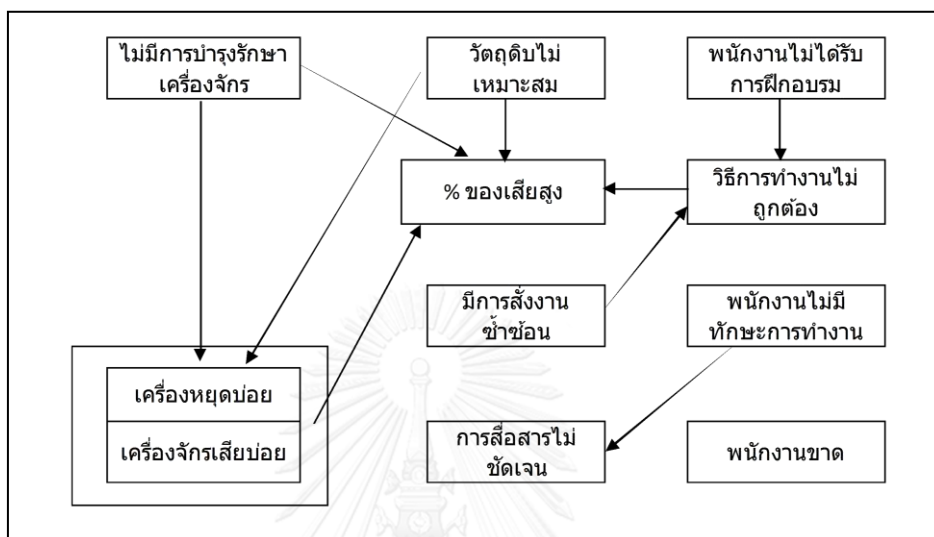 ไม่มีการบำรุงรักษา
เครื่องจักร
วัตถุดิบไม่
เหมาะสม
พนักงานไม่ได้รับ
การฝึกอบรม
% ของเสียสูง
วิธีการทำงานไม่
ถูกต้อง
มีการสั่งงาน
ซ้ำซ้อน
พนักงานไม่มี
ทักษะการทำงาน
เครื่องหยุดบ่อย
เครื่องจักรเสียบ่อย
การสื่อสารไม่
ชัดเจน
พนักงานขาด